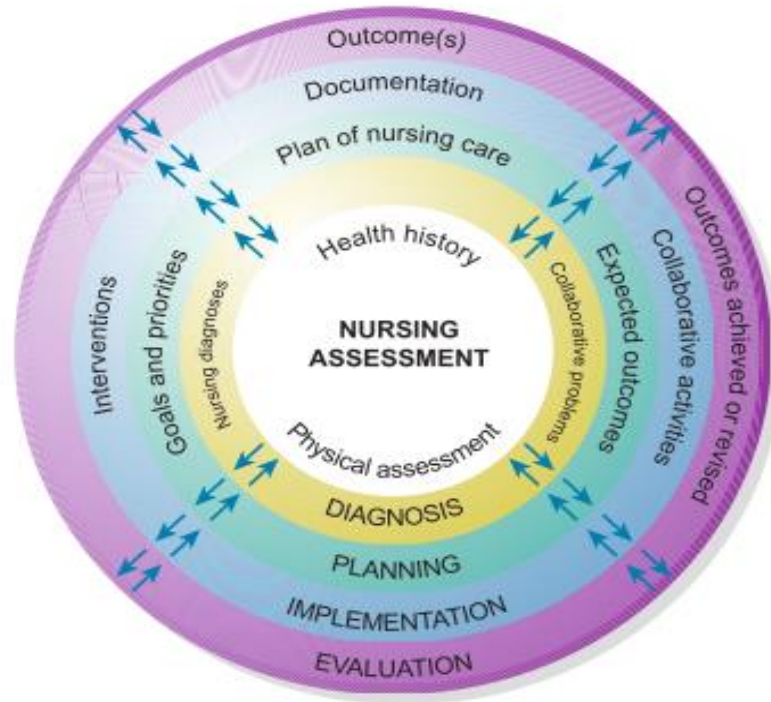 Outcome(s)
Documentation
Plan of nursing care
Health history
NURSING
ASSESSMENT
Physical assessment
Interventions
Goals and priorities
Nursing diagnoses
Collaborative problems
Expected outcomes
Collaborative activities
Outcomes achieved or revised
DIAGNOSIS
PLANNING
IMPLEMENTATION
EVALUATION